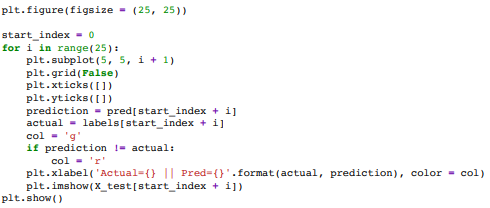 plt.figure(figsize = (25, 25))
start_index = 0
for i in range(25):
    plt.subplot(5, 5, i + 1)
    plt.grid(False)
    plt.xticks([])
    plt.yticks([])
    prediction = pred[start_index + i]
    actual = labels[start_index + i]
    col = 'g'
    if prediction != actual:
        col = 'r'
    plt.xlabel('Actual={} || Pred={}'.format(actual, prediction), color = col)
    plt.imshow(X_test[start_index + i])
plt.show()